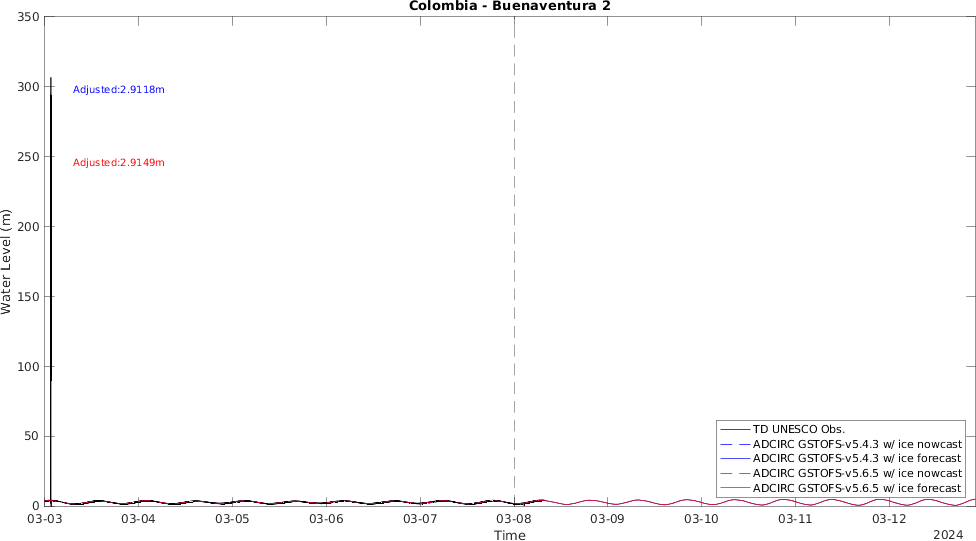 Colombia - Buenaventura 2
350
300
250
200
150
100
50
0
Water Level (m)
Adjusted:2.9118m
Adjusted:2.9149m
TD UNESCO Obs.
ADCIRC GSTOFS-v5.4.3 w/ ice nowcast
ADCIRC GSTOFS-v5.4.3 w/ ice forecast
ADCIRC GSTOFS-v5.6.5 w/ ice nowcast
ADCIRC GSTOFS-v5.6.5 w/ ice forecast
03-03 03-04 03-05 03-06 03-07 03-08 03-09 03-10 03-11 03-12
Time
2024